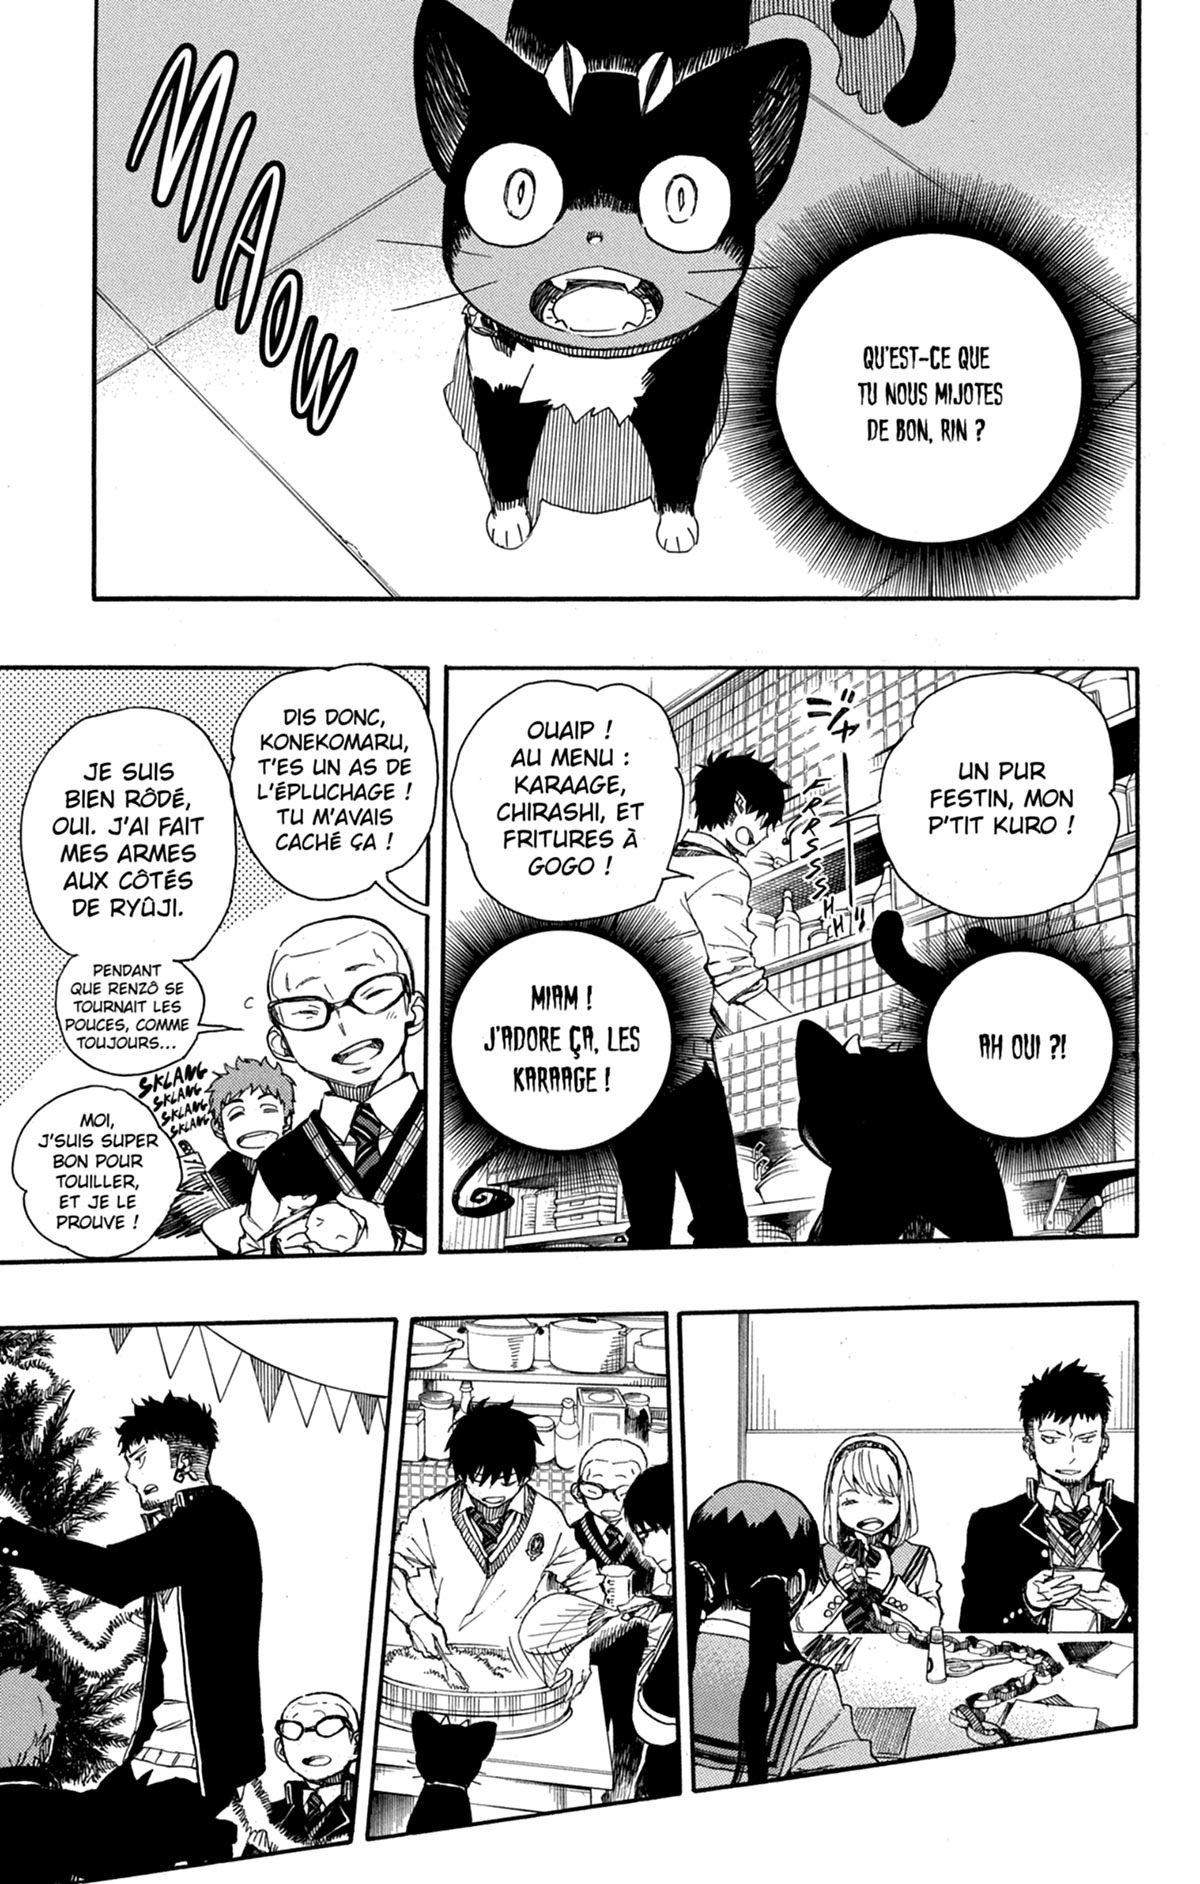 MIAOW
QU'EST-CE QUE
TU NOUS MIJOTES
DE BON, RIN ?
UN PUR
FESTIN, MON
P'TIT KURO !
ジャ
FRRSSSHH
OUAIP !
AU MENU :
KARAAGE,
CHIRASHI, ET
FRITURES À
GOGO !
AH OUI ?!
MIAM !
J'ADORE ÇA, LES
KARAAGE !
DIS DONC,
KONEKOMARU,
T'ES UN AS DE
L'ÉPLUCHAGE !
TU M'AVAIS
CACHÉ ÇA !
JE SUIS
BIEN RÔDÉ,
OUI. J'AI FAIT
MES ARMES
AUX CÔTÉS
DE RYÛJI.
PENDANT
QUE RENZÔ SE
TOURNAIT LES
POUCES, COMME
TOUJOURS...
SKLANG
SKLANG
SKLANG
SKLANG
MOI,
J'SUIS SUPER
BON POUR
TOUILLER,
ET JE LE
PROUVE !